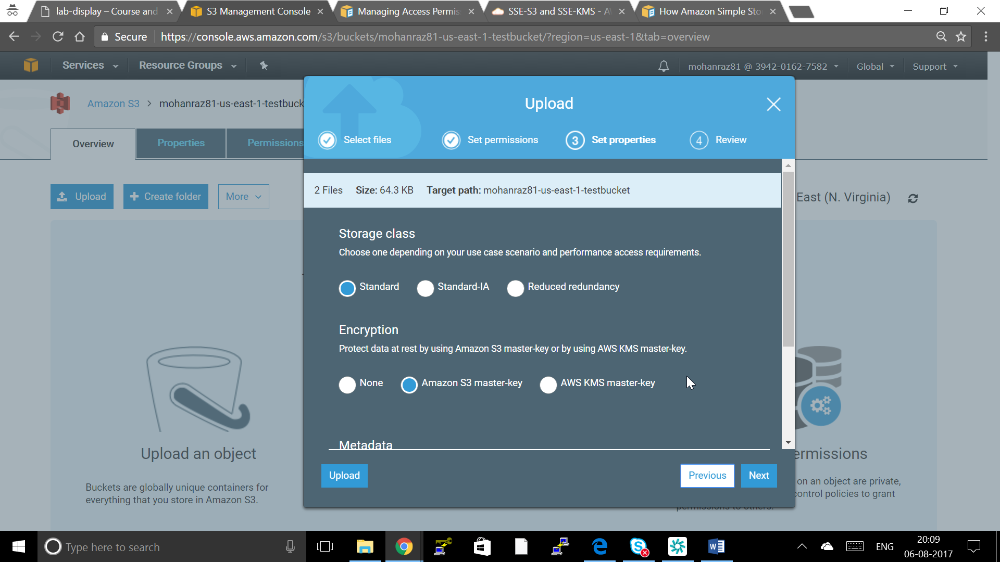 lab-display – Course and
S3 Management Console
Managing Access Permis
SSE-S3 and SSE-KMS - A
How Amazon Simple Sto
Secure
https://console.aws.amazon.com/s3/buckets/mohanraz81-us-east-1-testbucket/?region=us-east-1&tab=overview
Services
Resource Groups
mohanraz81 @ 3942-0162-7582
Global
Support
Amazon S3 > mohanraz81-us-east-1-testbuck
Overview
Properties
Permissions
Upload
Create folder
More
East (N. Virginia)
Upload
Select files
Set permissions
3 Set properties
4 Review
2 Files Size: 64.3 KB Target path: mohanraz81-us-east-1-testbucket
Storage class
Choose one depending on your use case scenario and performance access requirements.
Standard
Standard-IA
Reduced redundancy
Encryption
Protect data at rest by using Amazon S3 master-key or by using AWS KMS master-key.
None
Amazon S3 master-key
AWS KMS master-key
Metadata
Upload
Previous
Next
Upload an object
Buckets are globally unique containers for
everything that you store in Amazon S3.
ermissions
on an object are private,
control policies to grant
permissions to others.
Type here to search
ENG
20:09
06-08-2017